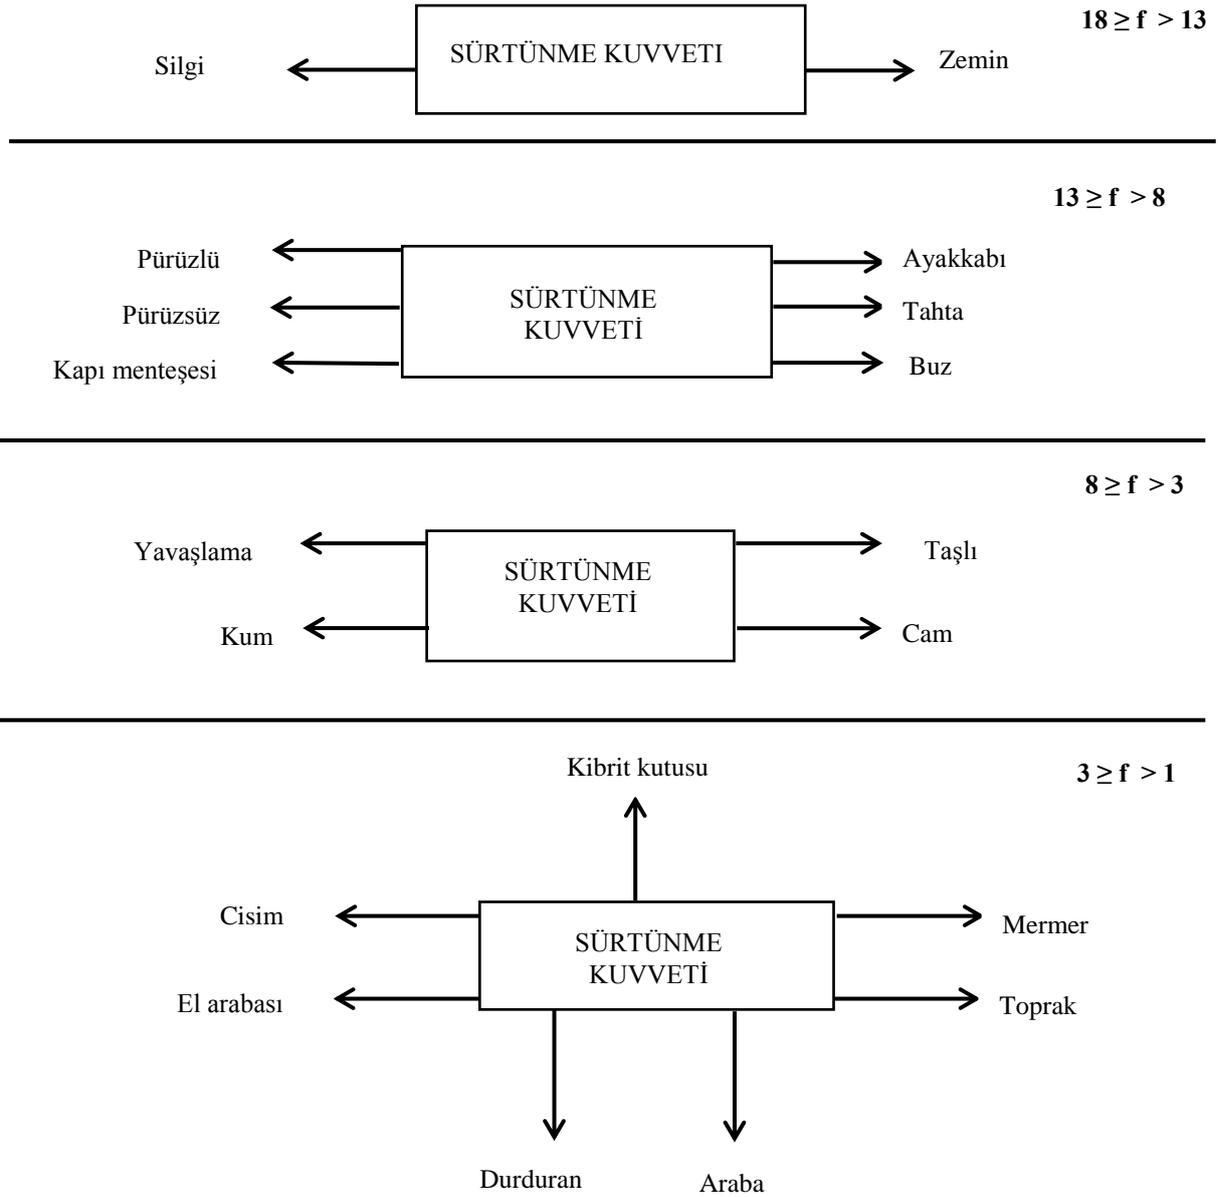 18 ≥ f > 13
SÜRTÜNME KUVVETI
Silgi
Zemin
13 ≥ f > 8
Pürüzlü
Ayakkabı
SÜRTÜNME
KUVVETİ
Pürüzsüz
Tahta
Kapı menteşesi
Buz
8 ≥ f > 3
Yavaşlama
Taşlı
SÜRTÜNME
KUVVETİ
Kum
Cam
Kibrit kutusu
3 ≥ f > 1
Cisim
Mermer
SÜRTÜNME
KUVVETİ
El arabası
Toprak
Durduran
Araba